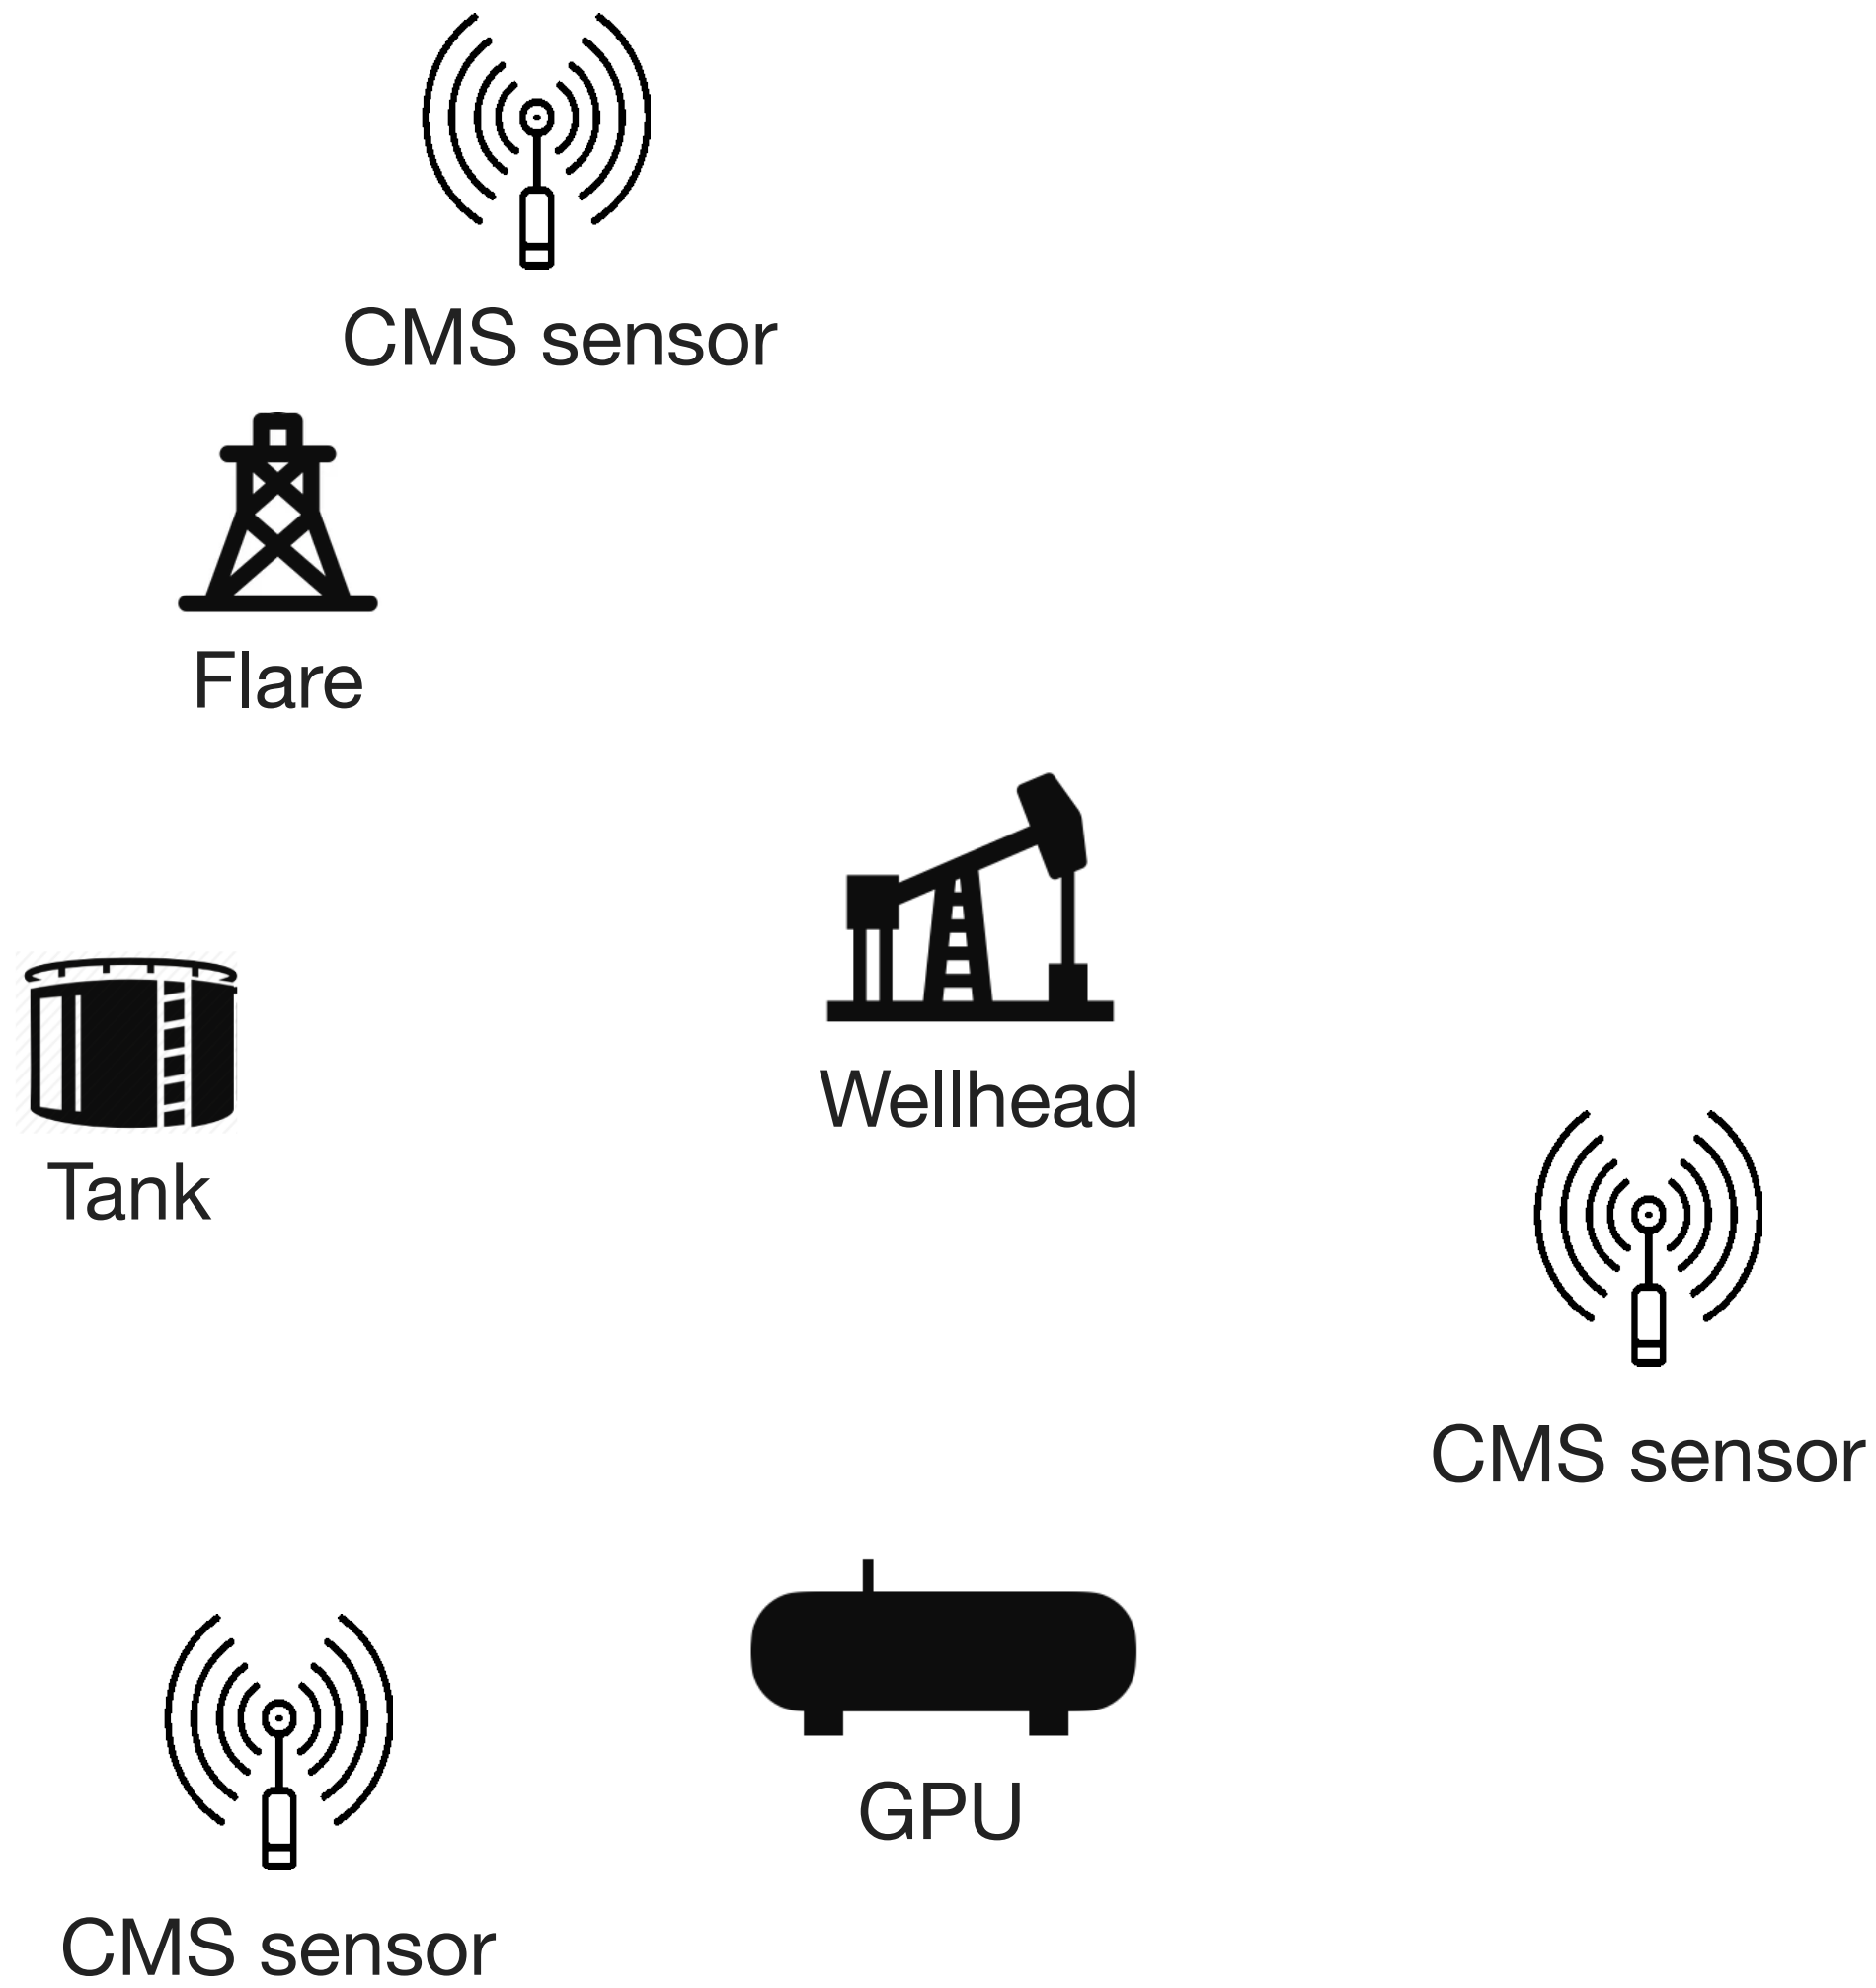 CMS sensor
Flare
Wellhead
Tank
CMS sensor
GPU
CMS sensor